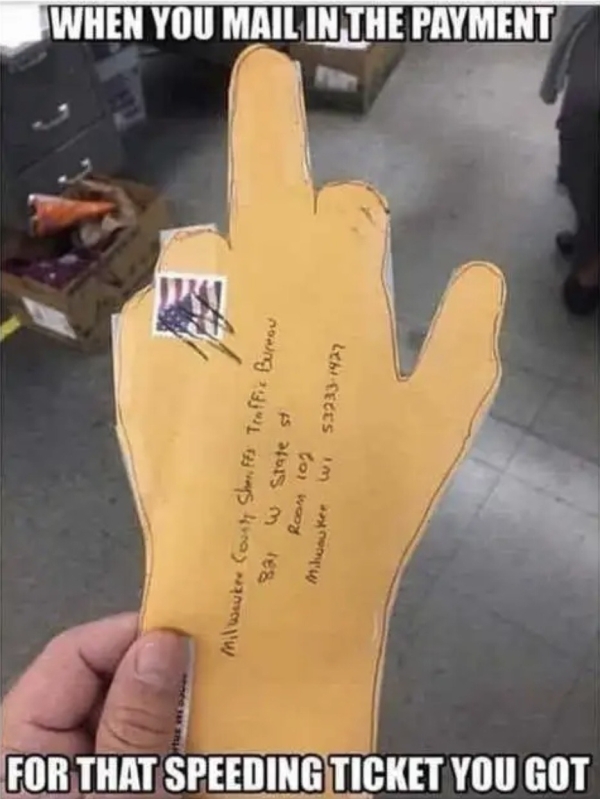 WHEN YOU MAIL IN THE PAYMENT
Milwaukee County Sheriffs Traffic Bureau
821 W State st
Room 102
Milwaukee WI 53233-1427
FOR THAT SPEEDING TICKET YOU GOT